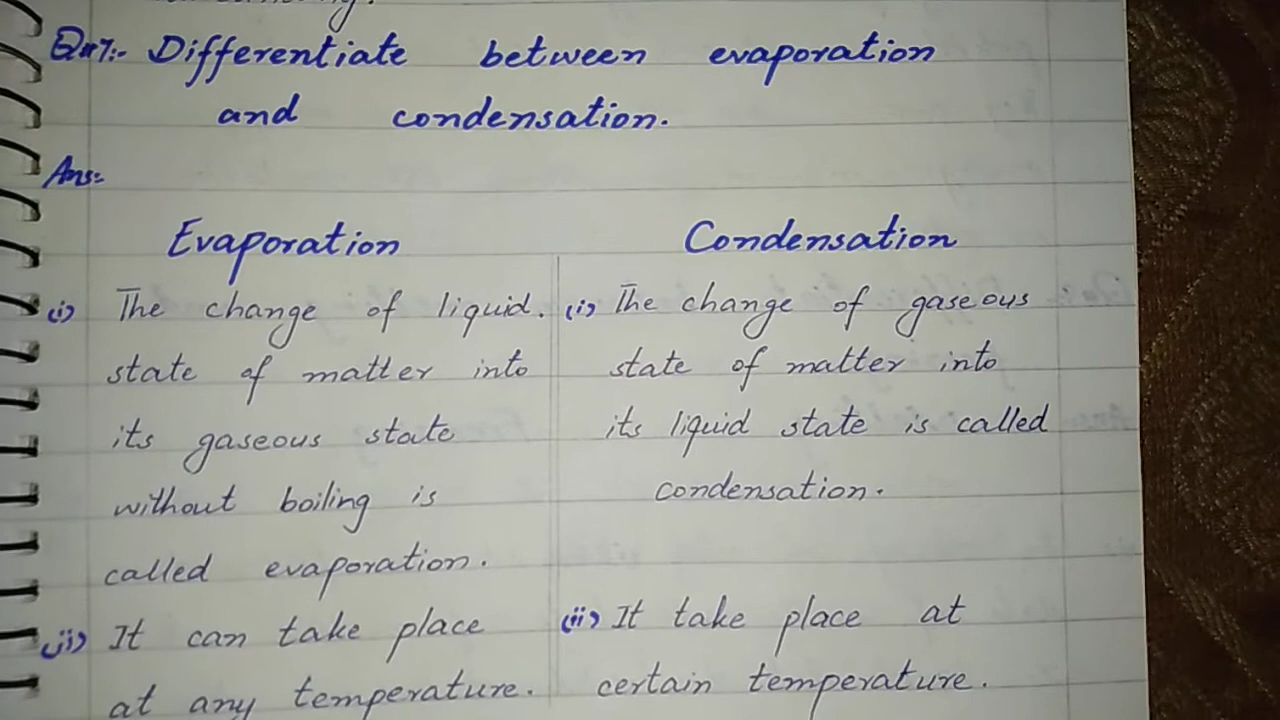 Qn7:- Differentiate between evaporation
and condensation.
Ans:
Evaporation
(i) The change of liquid.
state of matter into
its gaseous state
without boiling is
called evaporation.
(ii) It can take place
at any temperature.
Condensation
(i) The change of gaseous
state of matter into
its liquid state is called
condensation.
(ii) It take place at
certain temperature.